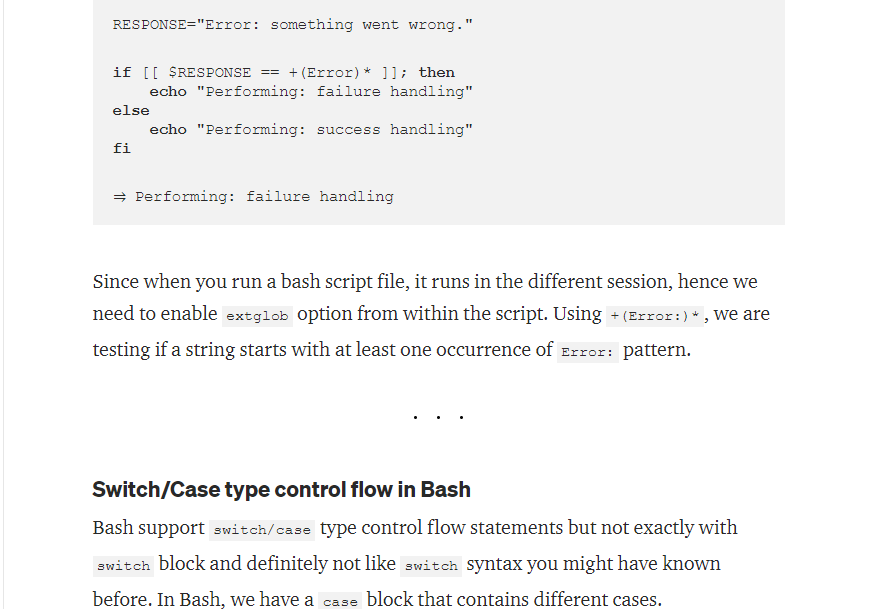 RESPONSE="Error: something went wrong."
if [[ $RESPONSE == +(Error)* ]]; then
echo "Performing: failure handling"
else
echo "Performing: success handling"
fi
⇒ Performing: failure handling
Since when you run a bash script file, it runs in the different session, hence we
need to enable extglob option from within the script. Using +(Error:)*, we are
testing if a string starts with at least one occurrence of Error: pattern.
. . .
Switch/Case type control flow in Bash
Bash support switch/case type control flow statements but not exactly with
switch block and definitely not like switch syntax you might have known
before. In Bash, we have a case block that contains different cases.